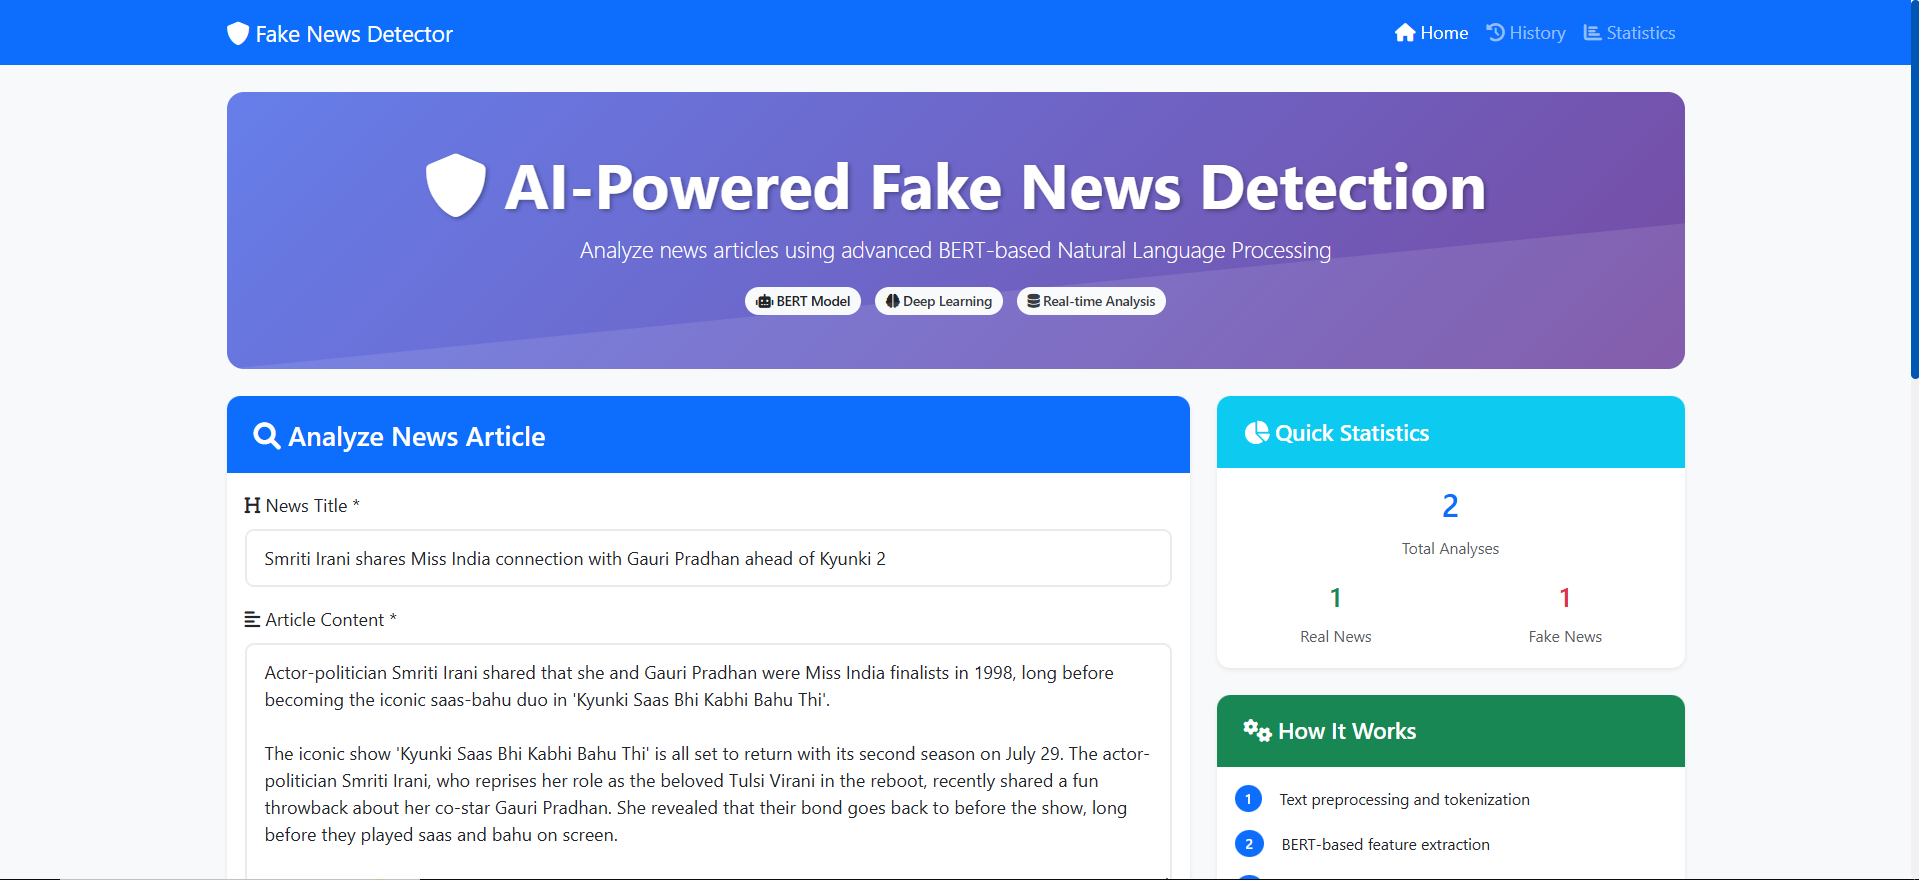 Fake News Detector
Home
History
Statistics
AI-Powered Fake News Detection
Analyze news articles using advanced BERT-based Natural Language Processing
BERT Model
Deep Learning
Real-time Analysis
Analyze News Article
News Title *
Smriti Irani shares Miss India connection with Gauri Pradhan ahead of Kyunki 2
Article Content *
Actor-politician Smriti Irani shared that she and Gauri Pradhan were Miss India finalists in 1998, long before
becoming the iconic saas-bahu duo in 'Kyunki Saas Bhi Kabhi Bahu Thi'.
The iconic show 'Kyunki Saas Bhi Kabhi Bahu Thi' is all set to return with its second season on July 29. The actor-
politician Smriti Irani, who reprises her role as the beloved Tulsi Virani in the reboot, recently shared a fun
throwback about her co-star Gauri Pradhan. She revealed that their bond goes back to before the show, long
before they played saas and bahu on screen.
Quick Statistics
2
Total Analyses
1
Real News
1
Fake News
How It Works
1 Text preprocessing and tokenization
2 BERT-based feature extraction